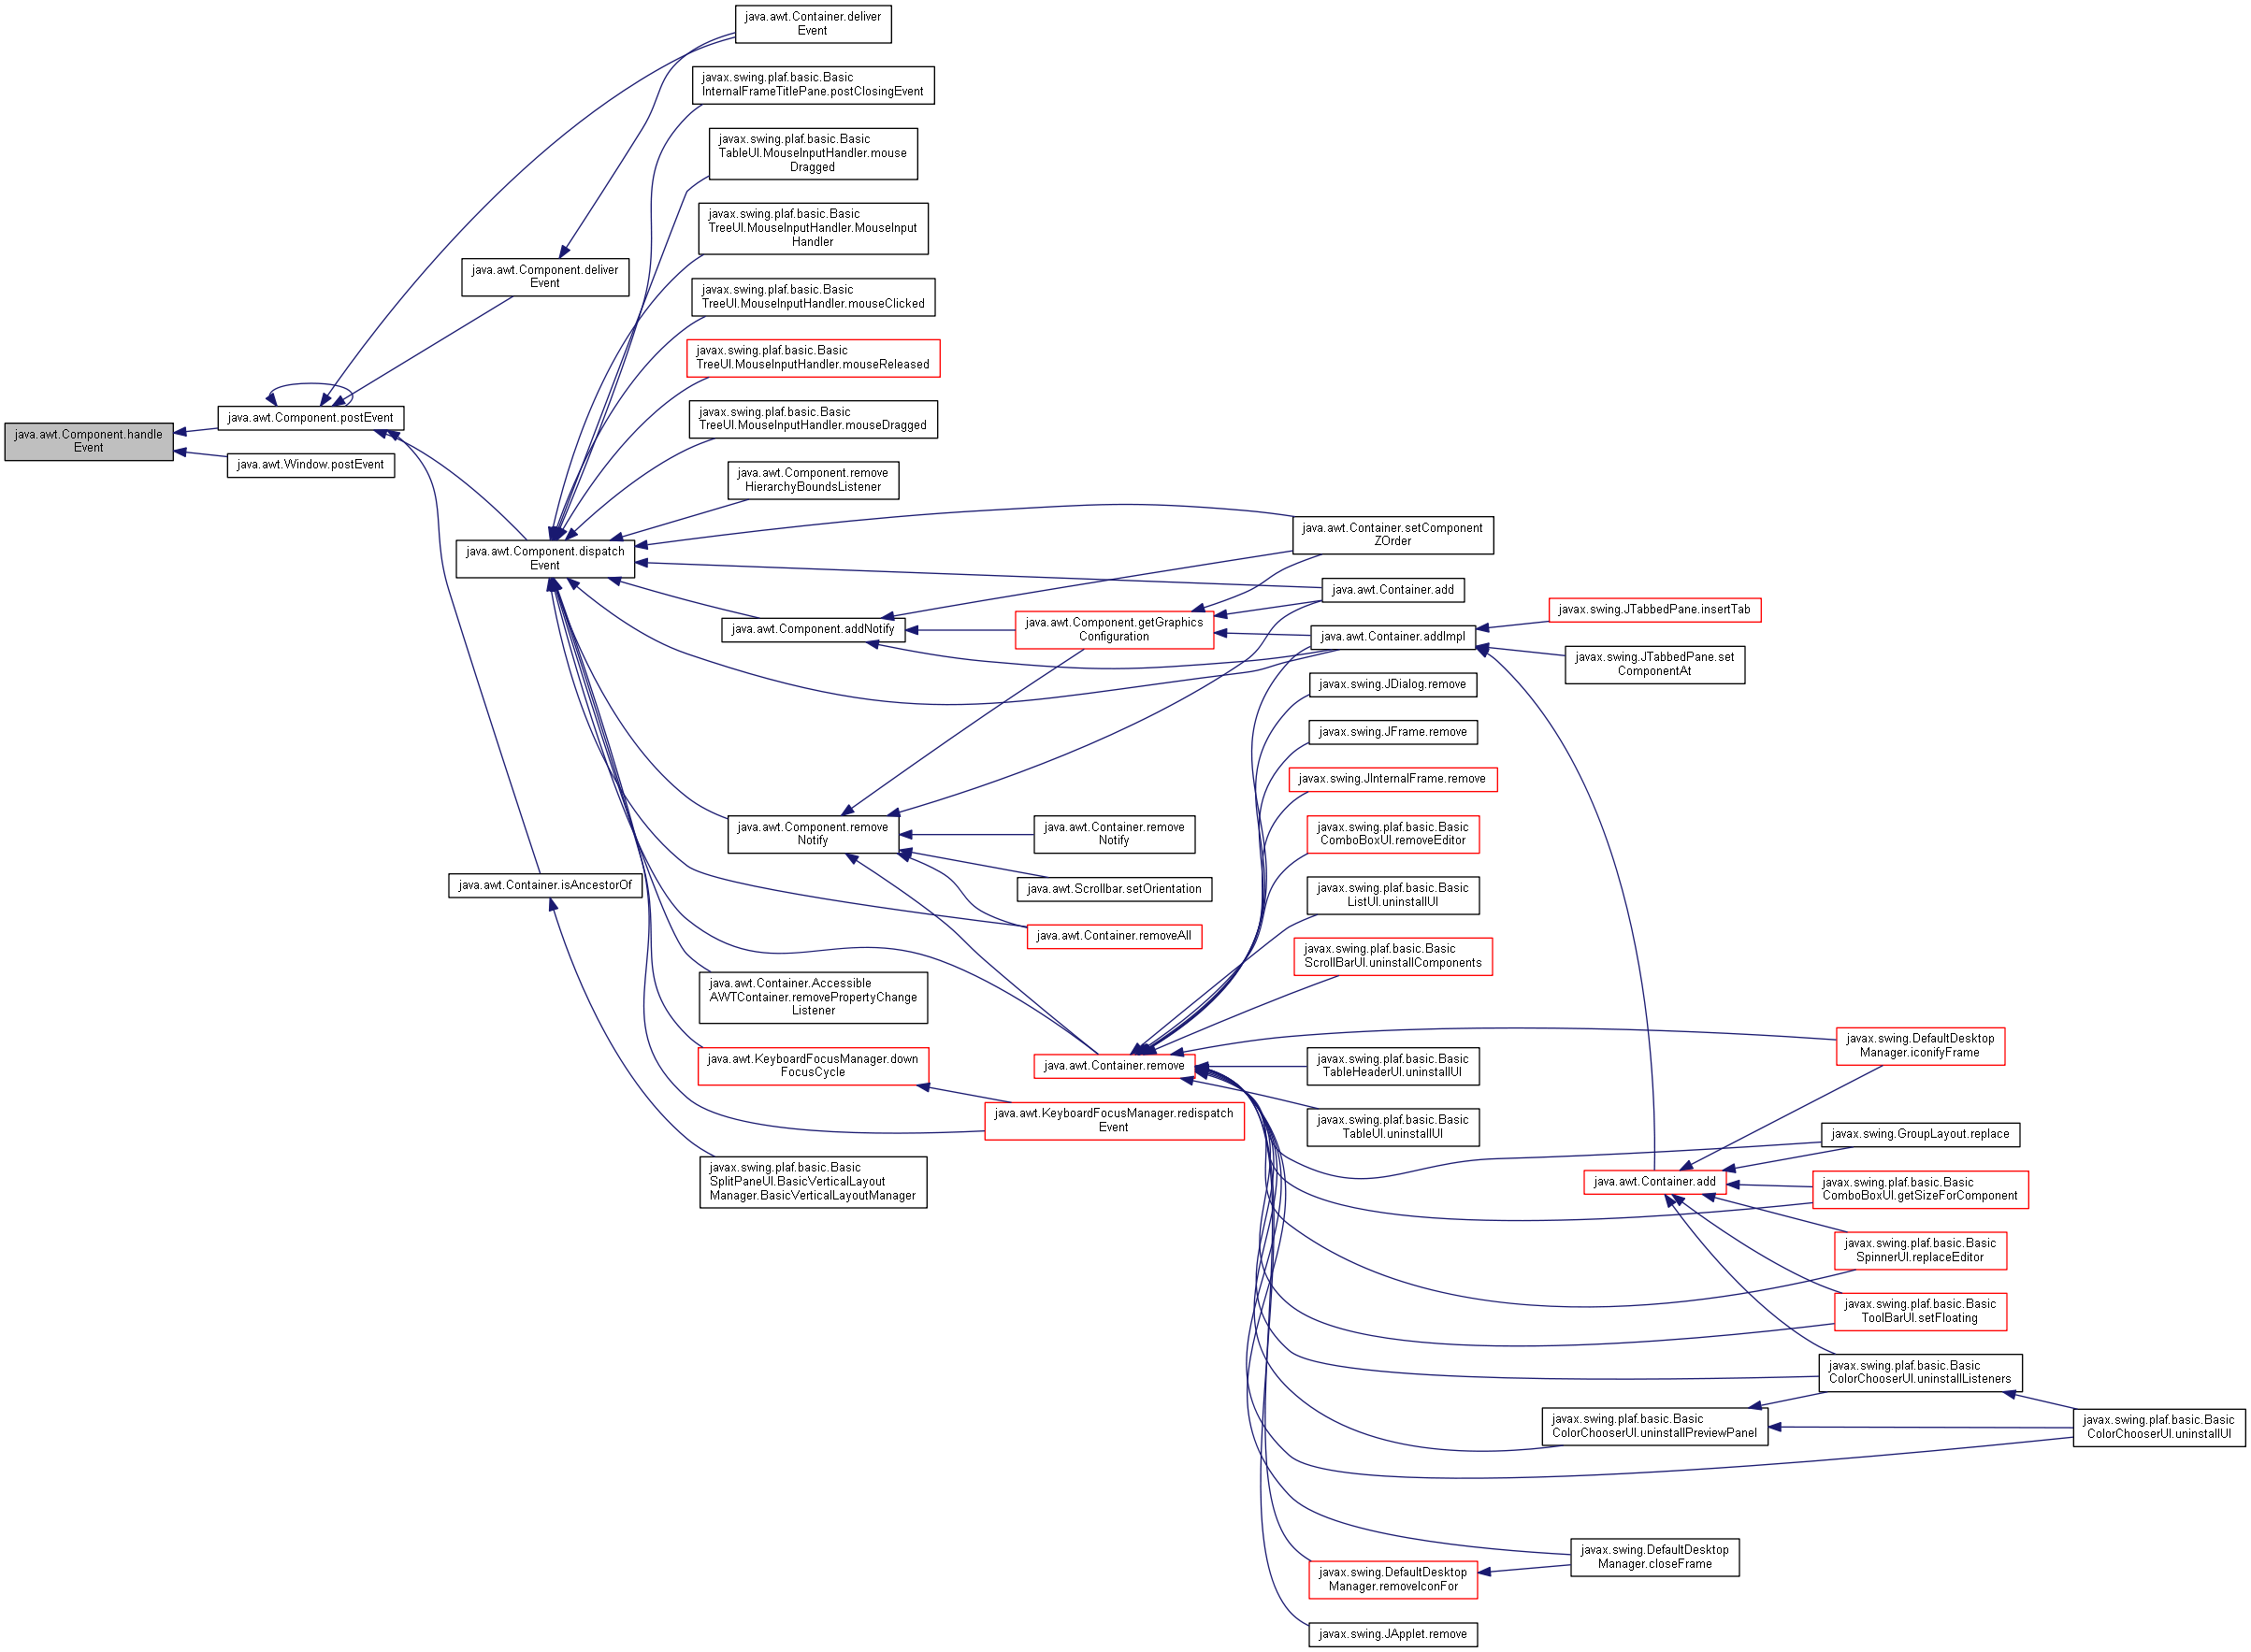 java.awt.Container.deliver
Event
javax.swing.plaf.basic.Basic
InternalFrameTitlePane.postClosingEvent
javax.swing.plaf.basic.Basic
TableUI.MouseInputHandler.mouse
Dragged
javax.swing.plaf.basic.Basic
TreeUI.MouseInputHandler.MouseInput
Handler
java.awt.Component.deliver
Event
javax.swing.plaf.basic.Basic
TreeUI.MouseInputHandler.mouseClicked
javax.swing.plaf.basic.Basic
TreeUI.MouseInputHandler.mouseReleased
java.awt.Component.postEvent
javax.swing.plaf.basic.Basic
TreeUI.MouseInputHandler.mouseDragged
java.awt.Component.handle
Event
java.awt.Window.postEvent
java.awt.Component.remove
HierarchyBoundsListener
java.awt.Container.setComponent
ZOrder
java.awt.Component.dispatch
Event
java.awt.Container.add
java.awt.Component.addNotify
java.awt.Component.getGraphics
Configuration
java.awt.Container.addImpl
javax.swing.JTabbedPane.insertTab
javax.swing.JTabbedPane.set
ComponentAt
javax.swing.JDialog.remove
javax.swing.JFrame.remove
javax.swing.JInternalFrame.remove
java.awt.Component.remove
Notify
java.awt.Container.remove
Notify
javax.swing.plaf.basic.Basic
ComboBoxUI.removeEditor
java.awt.Container.isAncestorOf
java.awt.Scrollbar.setOrientation
javax.swing.plaf.basic.Basic
ListUI.uninstallUI
java.awt.Container.removeAll
javax.swing.plaf.basic.Basic
ScrollBarUI.uninstallComponents
java.awt.Container.Accessible
AWTContainer.removePropertyChange
Listener
java.awt.KeyboardFocusManager.down
FocusCycle
java.awt.Container.remove
javax.swing.plaf.basic.Basic
TableHeaderUI.uninstallUI
javax.swing.DefaultDesktop
Manager.iconifyFrame
java.awt.KeyboardFocusManager.redispatch
Event
javax.swing.plaf.basic.Basic
TableUI.uninstallUI
javax.swing.GroupLayout.replace
javax.swing.plaf.basic.Basic
SplitPaneUI.BasicVerticalLayout
Manager.BasicVerticalLayoutManager
java.awt.Container.add
javax.swing.plaf.basic.Basic
ComboBoxUI.getSizeForComponent
javax.swing.plaf.basic.Basic
SpinnerUI.replaceEditor
javax.swing.plaf.basic.Basic
ToolBarUI.setFloating
javax.swing.plaf.basic.Basic
ColorChooserUI.uninstallListeners
javax.swing.plaf.basic.Basic
ColorChooserUI.uninstallPreviewPanel
javax.swing.plaf.basic.Basic
ColorChooserUI.uninstallUI
javax.swing.DefaultDesktop
Manager.closeFrame
javax.swing.DefaultDesktop
Manager.removeIconFor
javax.swing.JApplet.remove